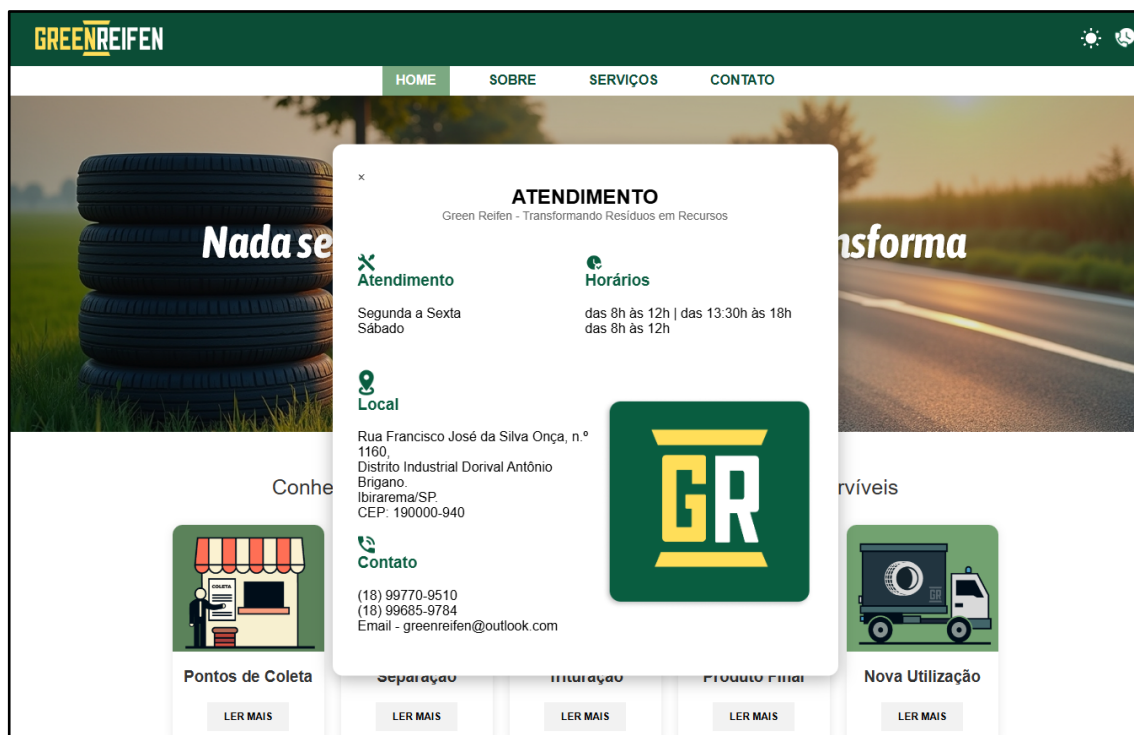 GREENREIFEN
HOME SOBRE SERVIÇOS CONTATO
Nada se
nsforma
×
ATENDIMENTO
Green Reifen - Transformando Resíduos em Recursos
Atendimento
Segunda a Sexta
Sábado
Horários
das 8h às 12h | das 13:30h às 18h
das 8h às 12h
Local
Rua Francisco José da Silva Onça, n.º
1160,
Distrito Industrial Dorival Antônio
Brigano.
Ibirarema/SP.
CEP: 190000-940
Contato
(18) 99770-9510
(18) 99685-9784
Email - greenreifen@outlook.com
GR
Conhe
rvíveis
COLETA
GR
Pontos de Coleta
Separação
Trituração
Produto Final
Nova Utilização
LER MAIS
LER MAIS
LER MAIS
LER MAIS
LER MAIS